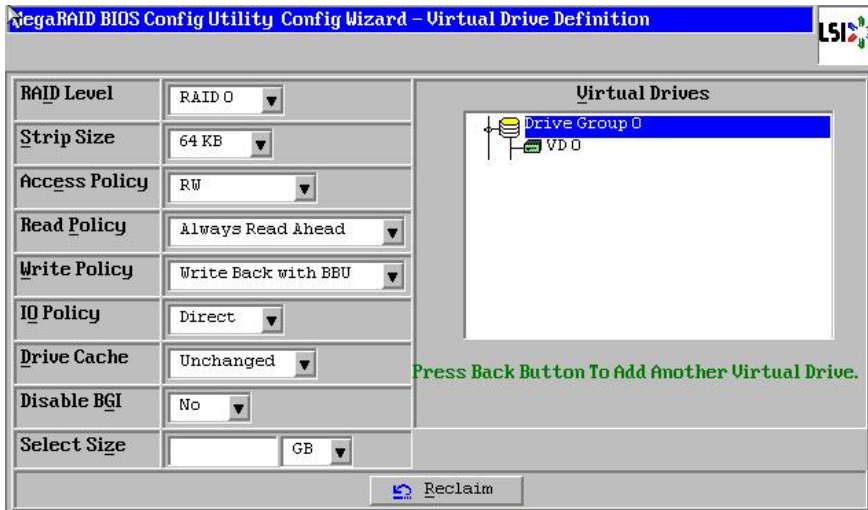 MegaRAID BIOS Config Utility Config Wizard – Virtual Drive Definition
LSI
RAID Level
RAID 0
Strip Size
64 KB
Access Policy
RW
Read Policy
Always Read Ahead
Write Policy
Write Back with BBU
IO Policy
Direct
Drive Cache
Unchanged
Disable BGI
No
Select Size
GB
Virtual Drives
Drive Group 0
VD 0
Press Back Button To Add Another Virtual Drive.
Reclaim